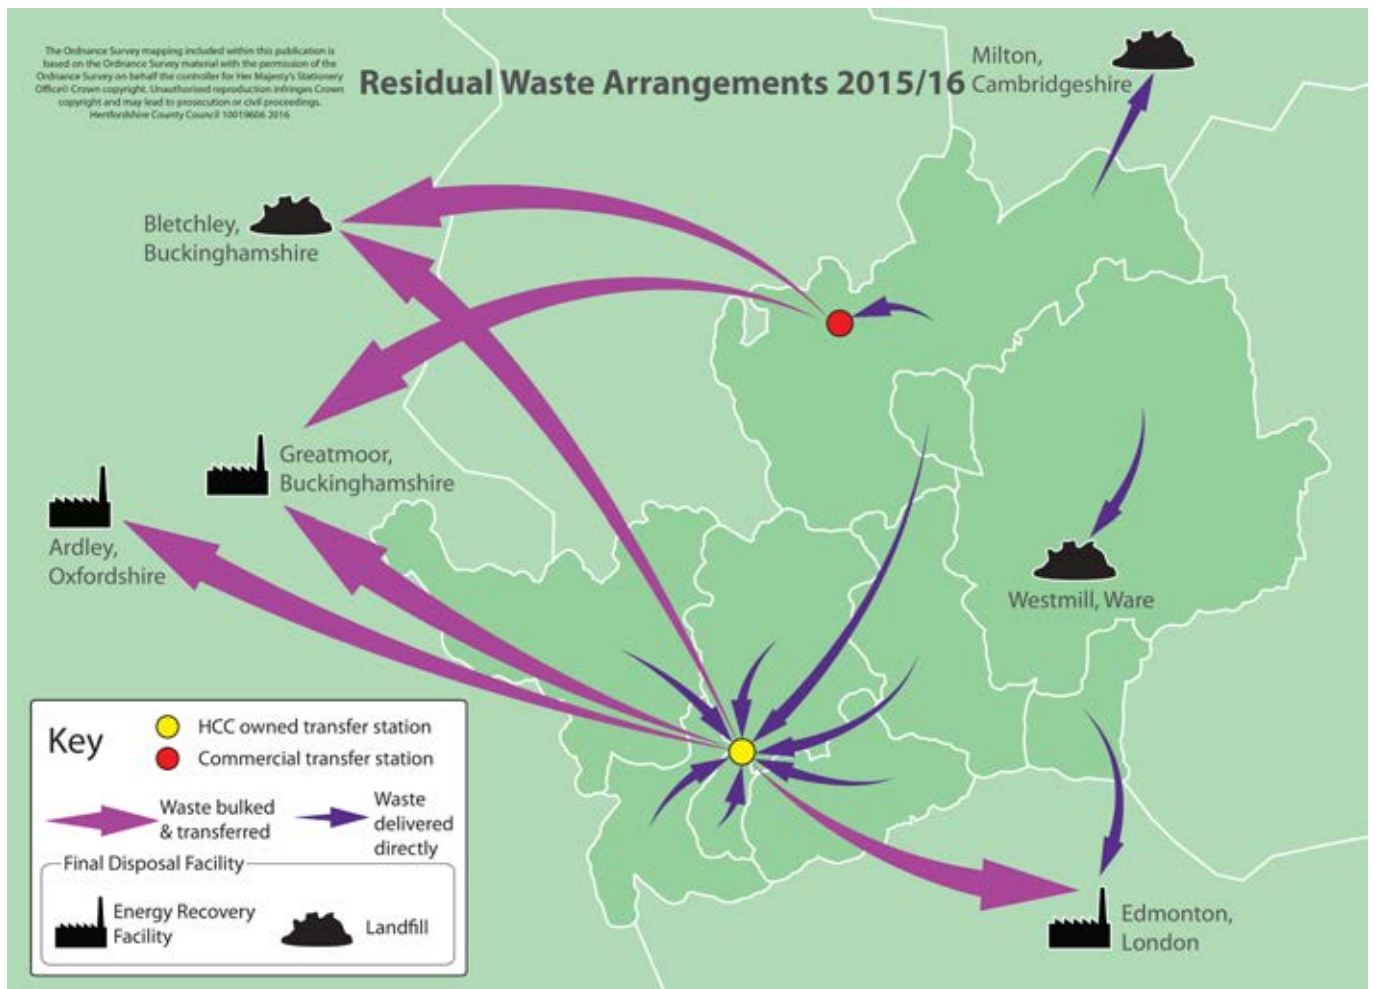 The Ordnance Survey mapping included within this publication is
based on the Ordnance Survey material with the permission of the
Ordnance Survey on behalf the controller for Her Majesty's Stationery
Office© Crown copyright. Unauthorised reproduction infringes Crown
copyright and may lead to prosecution or civil proceedings.
Hertfordshire County Council 10019606 2016
Residual Waste Arrangements 2015/16
Milton,
Cambridgeshire
Bletchley,
Buckinghamshire
Greatmoor,
Buckinghamshire
Ardley,
Oxfordshire
Westmill, Ware
Key
HCC owned transfer station
Commercial transfer station
Waste bulked
& transferred
Waste
delivered
directly
Final Disposal Facility
Energy Recovery
Facility
Landfill
Edmonton,
London